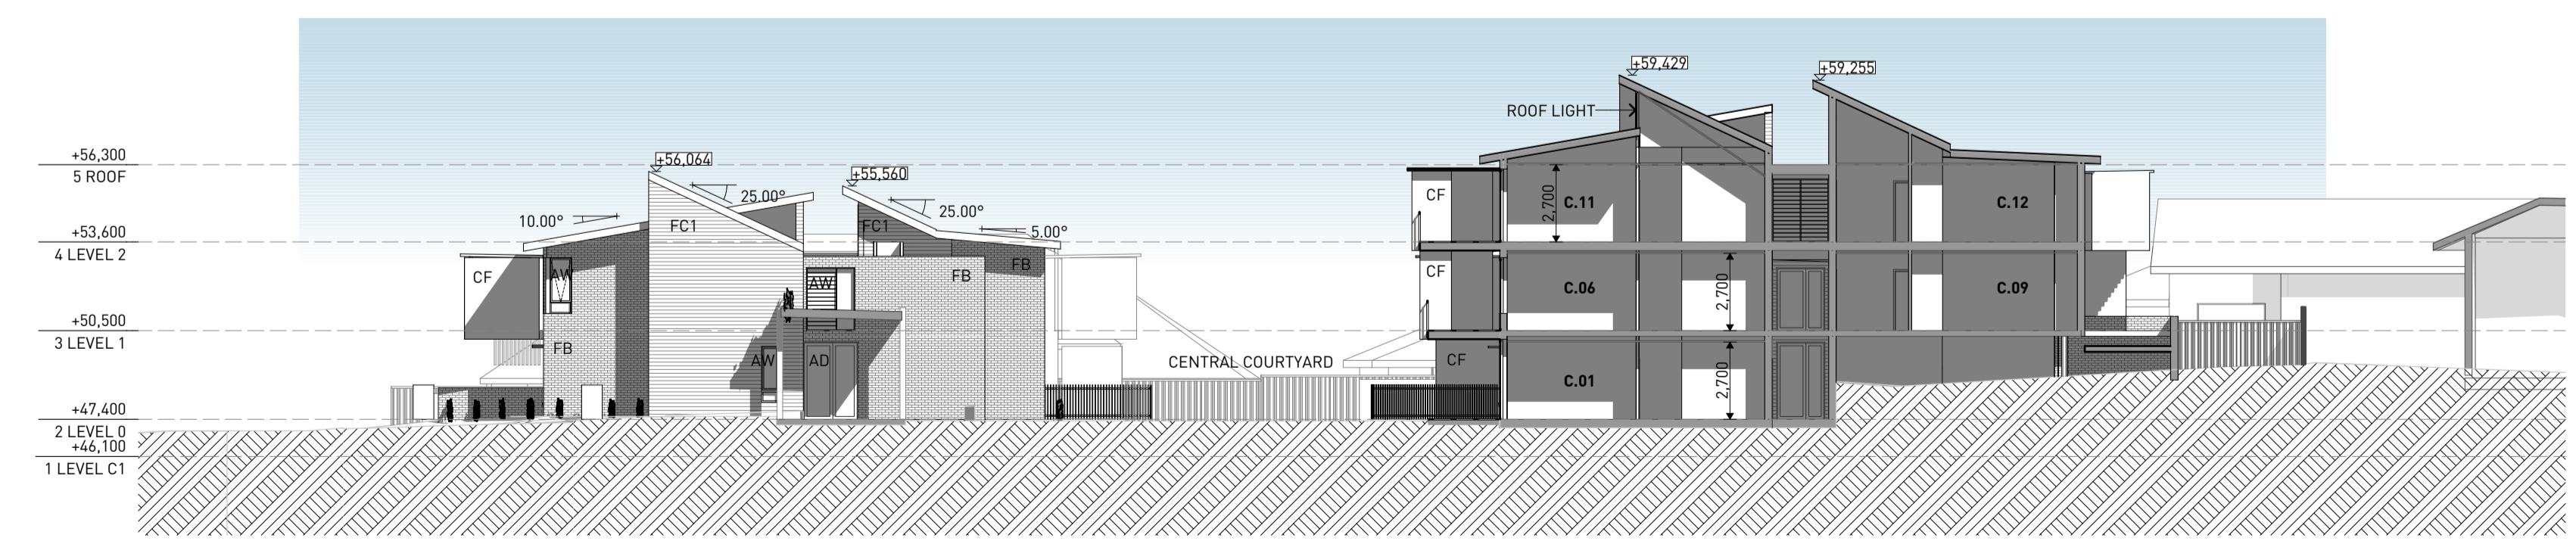 +59,429
+59,255
ROOF LIGHT
+56,300
5 ROOF
+56,064
+55,560
25.00°
25.00°
10.00°
5.00°
FC1
FC1
CF
2,700
C.11
C.12
+53,600
4 LEVEL 2
CF
AW
AW
FB
FB
CF
C.06
2,700
C.09
+50,500
3 LEVEL 1
FB
AW
AD
CENTRAL COURTYARD
CF
C.01
2,700
+47,400
2 LEVEL 0
+46,100
1 LEVEL C1